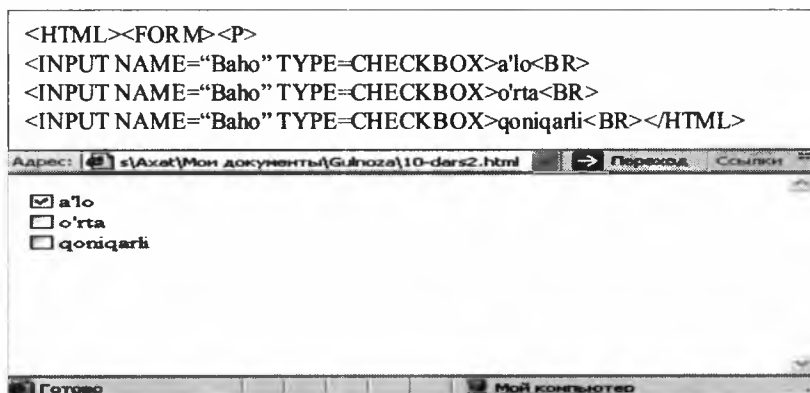 <HTML><FORM><P>
<INPUT NAME=“Baho” TYPE=CHECKBOX>a'lo<BR>
<INPUT NAME=“Baho” TYPE=CHECKBOX>o'rta<BR>
<INPUT NAME=“Baho” TYPE=CHECKBOX>qoniqarli<BR></HTML>
Адрес: s\Axat\Мои документы\Gulnoza\10-dars2.html Переход Ссылки
a'lo
o'rta
qoniqarli
Готово Мой компьютер